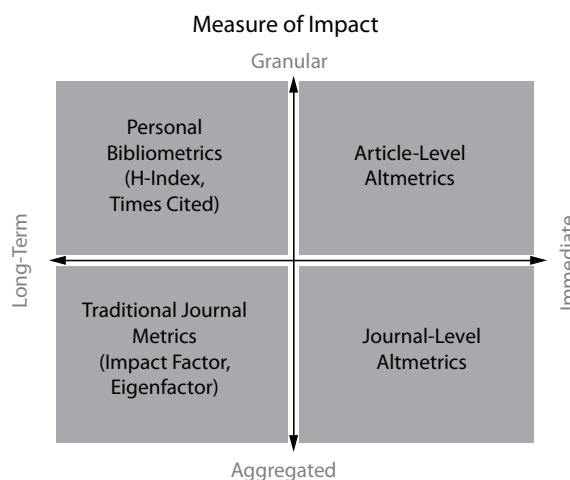 Measure of Impact
Granular
Personal
Bibliometrics
(H-Index,
Times Cited)
Article-Level
Altmetrics
Long-Term
Immediate
Traditional Journal
Metrics
(Impact Factor,
Eigenfactor)
Journal-Level
Altmetrics
Aggregated